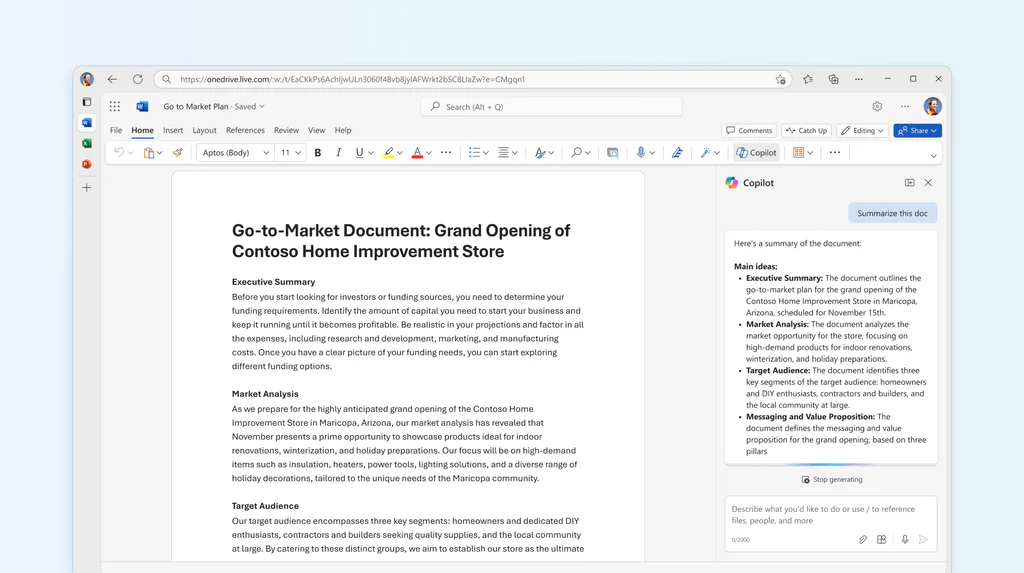 https://onedrive.live.com/:w:/t/EaCKkPs6AchIjwULn3060f4Bvb8jylAFWrkt2bSC8LIaZw?e=CMgqn1
Go to Market Plan · Saved
Search (Alt + Q)
File Home Insert Layout References Review View Help
Comments Catch Up Editing Share
Aptos (Body) 11 B I U A Copilot
Copilot
Summarize this doc
Go-to-Market Document: Grand Opening of
Contoso Home Improvement Store
Executive Summary
Before you start looking for investors or funding sources, you need to determine your
funding requirements. Identify the amount of capital you need to start your business and
keep it running until it becomes profitable. Be realistic in your projections and factor in all
the expenses, including research and development, marketing, and manufacturing
costs. Once you have a clear picture of your funding needs, you can start exploring
different funding options.
Market Analysis
As we prepare for the highly anticipated grand opening of the Contoso Home
Improvement Store in Maricopa, Arizona, our market analysis has revealed that
November presents a prime opportunity to showcase products ideal for indoor
renovations, winterization, and holiday preparations. Our focus will be on high-demand
items such as insulation, heaters, power tools, lighting solutions, and a diverse range of
holiday decorations, tailored to the unique needs of the Maricopa community.
Target Audience
Our target audience encompasses three key segments: homeowners and dedicated DIY
enthusiasts, contractors and builders seeking quality supplies, and the local community
at large. By catering to these distinct groups, we aim to establish our store as the ultimate
Here's a summary of the document:
Main ideas:
• Executive Summary: The document outlines the
go-to-market plan for the grand opening of the
Contoso Home Improvement Store in Maricopa,
Arizona, scheduled for November 15th.
• Market Analysis: The document analyzes the
market opportunity for the store, focusing on
high-demand products for indoor renovations,
winterization, and holiday preparations.
• Target Audience: The document identifies three
key segments of the target audience: homeowners
and DIY enthusiasts, contractors and builders, and
the local community at large.
• Messaging and Value Proposition: The
document defines the messaging and value
proposition for the grand opening, based on three
pillars
Stop generating
Describe what you'd like to do or use / to reference
files, people, and more
0/2000